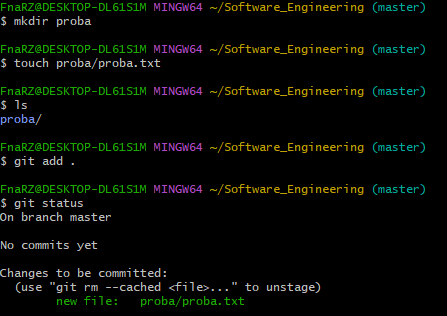 FnaRZ@DESKTOP-DL61S1M MINGW64 ~/Software_Engineering (master)
$ mkdir proba
FnaRZ@DESKTOP-DL61S1M MINGW64 ~/Software_Engineering (master)
$ touch proba/proba.txt
FnaRZ@DESKTOP-DL61S1M MINGW64 ~/Software_Engineering (master)
$ ls
proba/
FnaRZ@DESKTOP-DL61S1M MINGW64 ~/Software_Engineering (master)
$ git add .
FnaRZ@DESKTOP-DL61S1M MINGW64 ~/Software_Engineering (master)
$ git status
On branch master
No commits yet
Changes to be committed:
(use "git rm --cached <file>..." to unstage)
new file:   proba/proba.txt